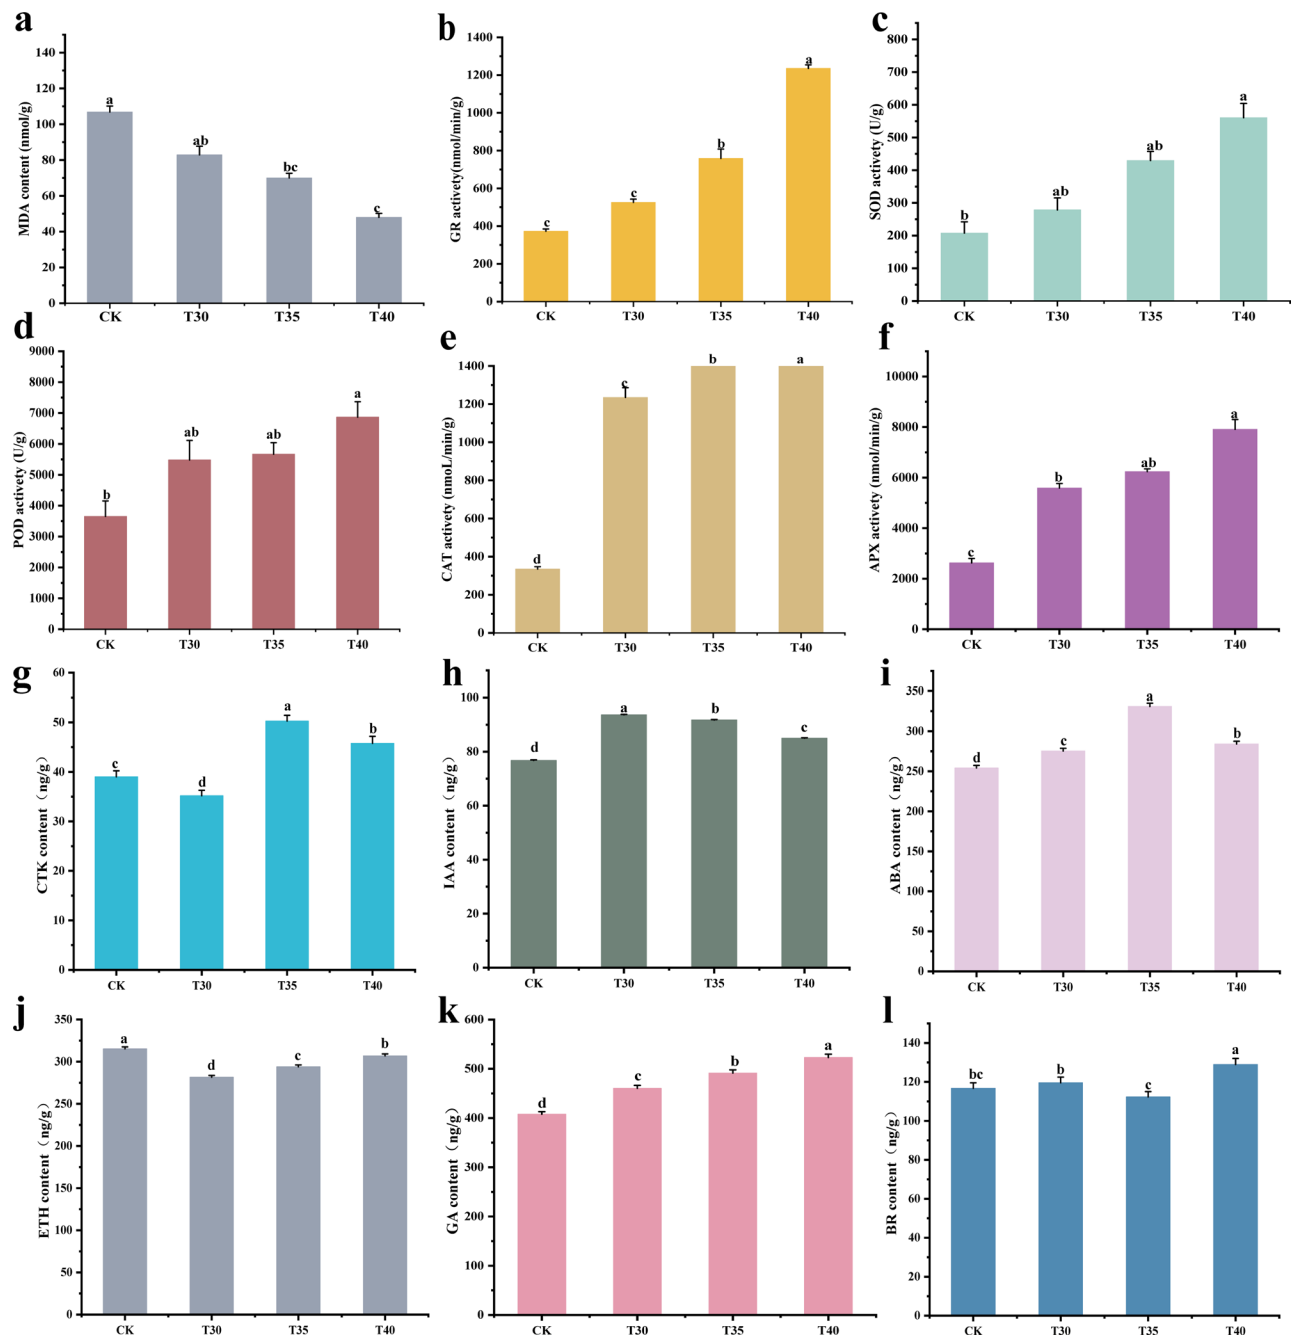 a
MDA content (nmol/g)
140
120
100
80
60
40
20
0
a
ab
bc
c
CK T30 T35 T40
b
GR activety(nmol/min/g)
1400
1200
1000
800
600
400
200
0
c
c
b
a
CK T30 T35 T40
c
SOD activety (U/g)
800
700
600
500
400
300
200
100
0
b
ab
ab
a
CK T30 T35 T40
d
POD activety (U/g)
9000
8000
7000
6000
5000
4000
3000
2000
1000
0
b
ab
ab
a
CK T30 T35 T40
e
CAT activety (nmoL/min/g)
1400
1200
1000
800
600
400
200
0
d
c
b
a
CK T30 T35 T40
f
APX activety (nmol/min/g)
10000
8000
6000
4000
2000
0
c
b
ab
a
CK T30 T35 T40
g
CTK content（ng/g）
60
50
40
30
20
10
0
c
d
a
b
CK T30 T35 T40
h
IAA content（ng/g）
100
80
60
40
20
0
d
a
b
c
CK T30 T35 T40
i
ABA content（ng/g）
350
300
250
200
150
100
50
0
d
c
a
b
CK T30 T35 T40
j
ETH content（ng/g）
350
300
250
200
150
100
50
0
a
d
c
b
CK T30 T35 T40
k
GA content（ng/g）
600
500
400
300
200
100
0
d
c
b
a
CK T30 T35 T40
l
BR content（ng/g）
140
120
100
80
60
40
20
0
bc
b
c
a
CK T30 T35 T40